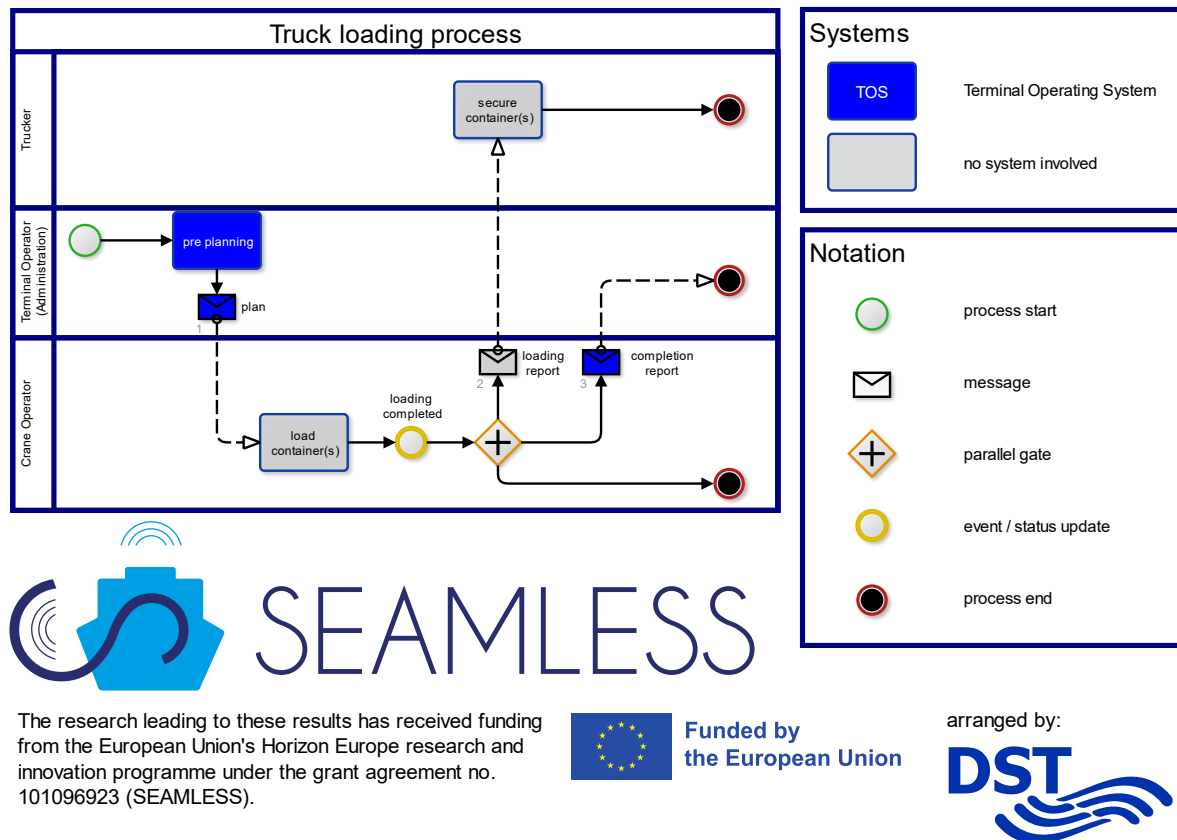 Truck loading process
Trucker
secure
container(s)
Terminal Operator
(Administration)
pre planning
plan
1
Crane Operator
load
container(s)
loading
completed
loading
report
2
completion
report
3
Systems
TOS
Terminal Operating System
no system involved
Notation
process start
message
parallel gate
event / status update
process end
SEAMLESS
The research leading to these results has received funding
from the European Union's Horizon Europe research and
innovation programme under the grant agreement no.
101096923 (SEAMLESS).
Funded by
the European Union
arranged by:
DST